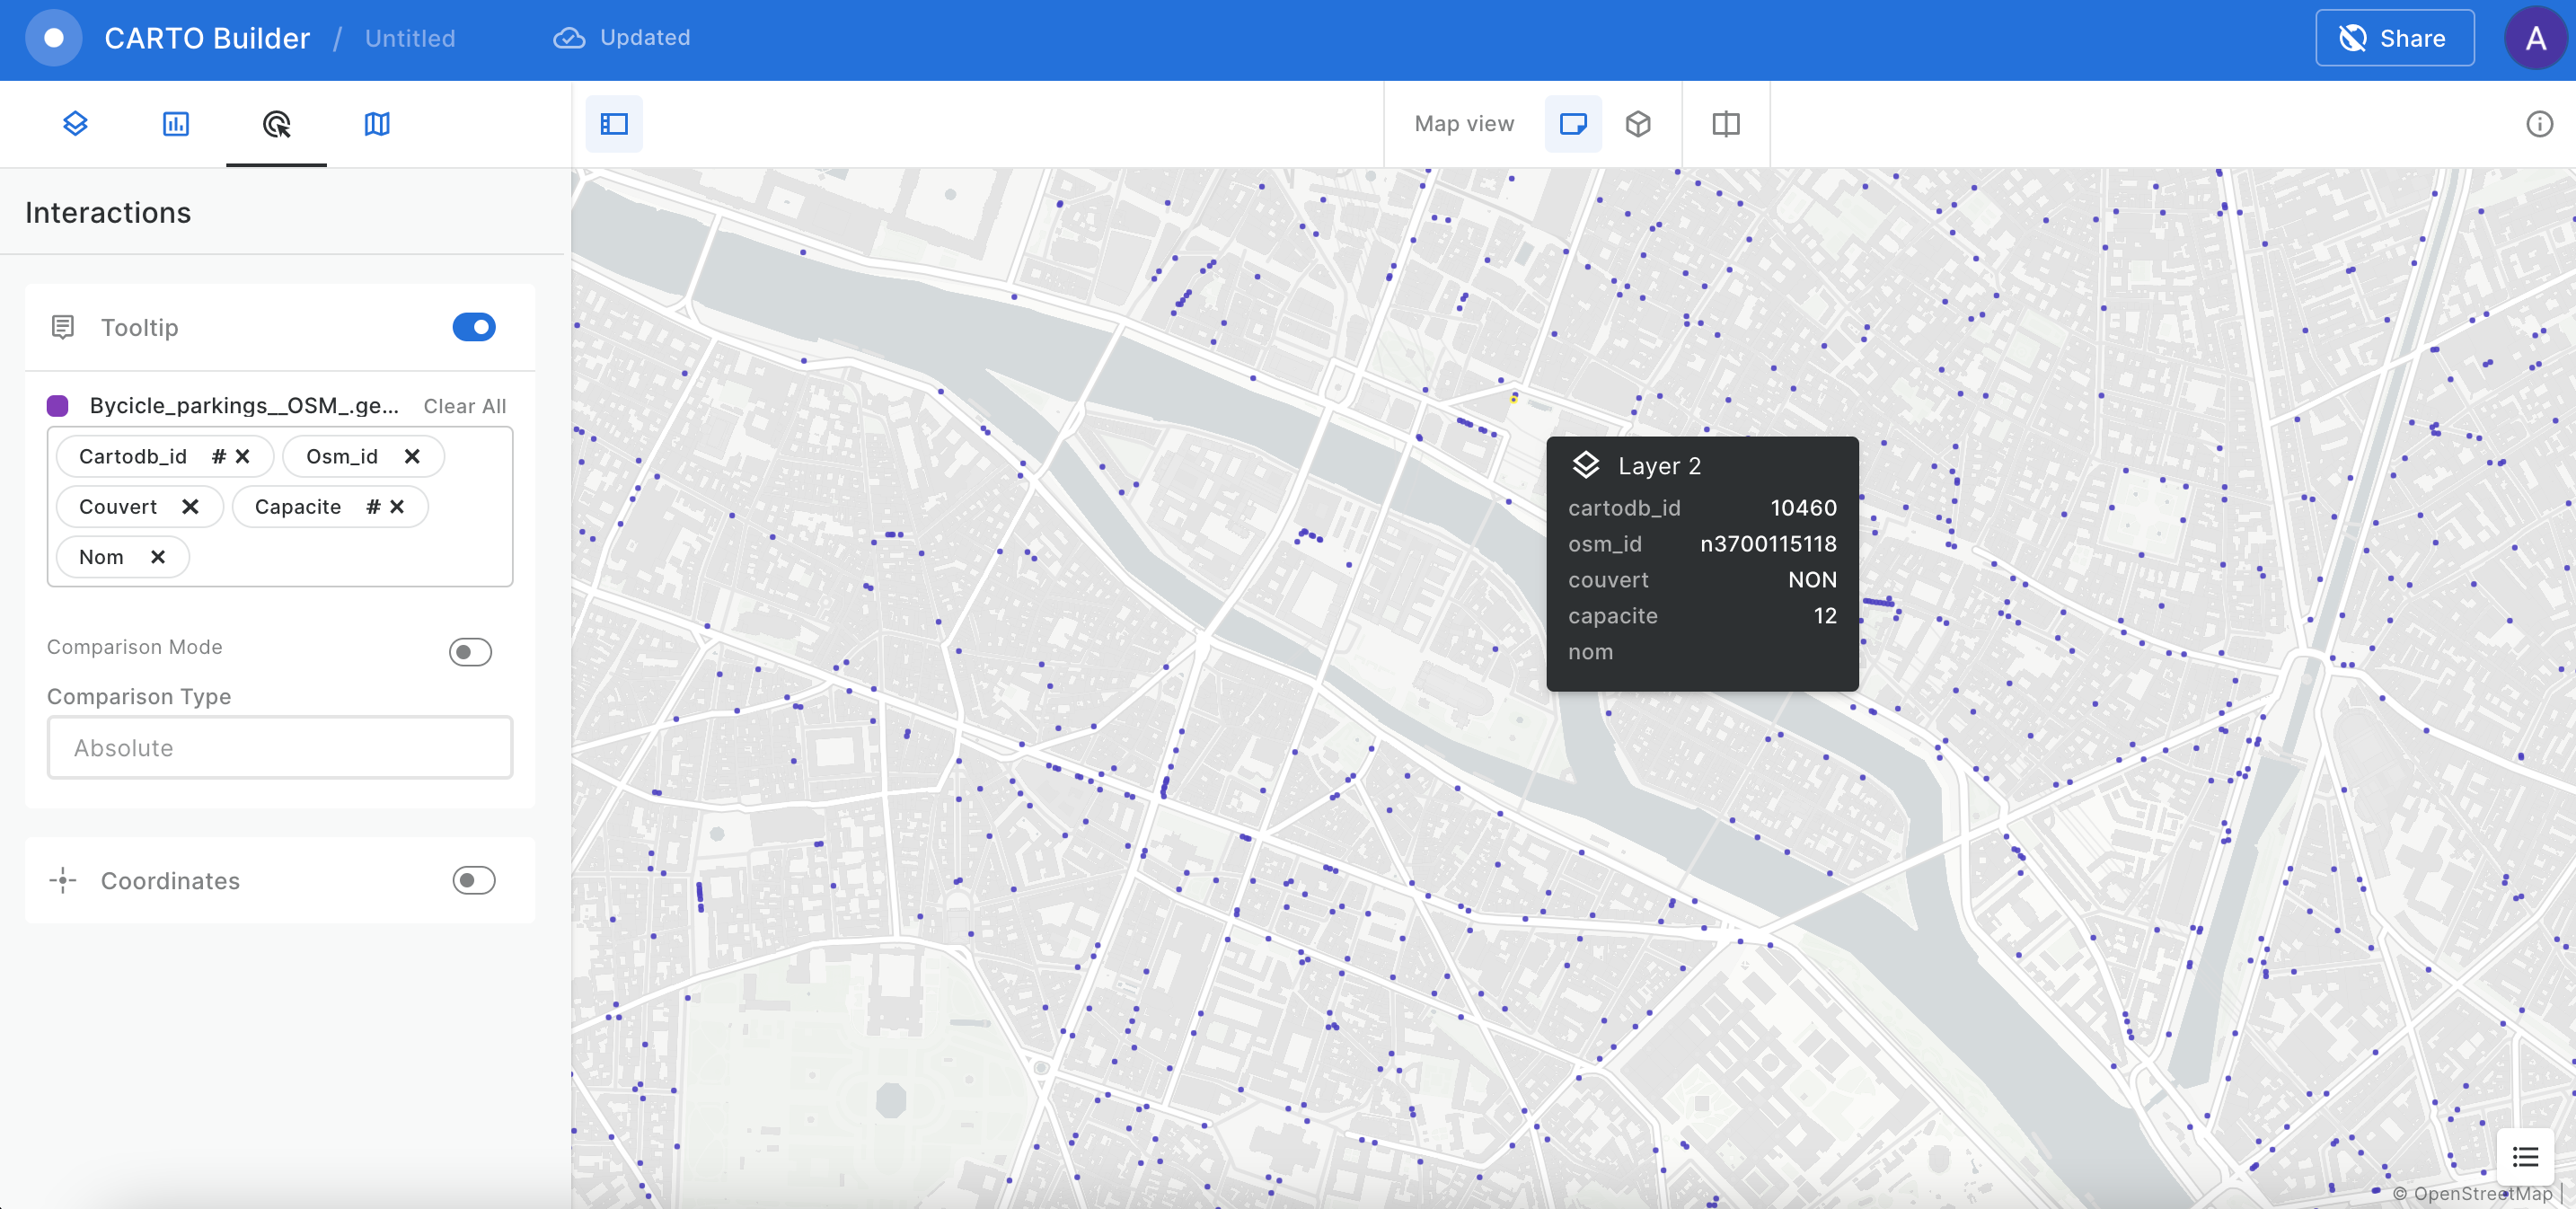 CARTO Builder / Untitled Updated Share A
Map view
Interactions
Tooltip
Bycicle_parkings__OSM_.ge... Clear All
Cartodb_id # Osm_id
Couvert Capacite #
Nom
Comparison Mode
Comparison Type
Absolute
Coordinates
Layer 2
cartodb_id 10460
osm_id n3700115118
couvert NON
capacite 12
nom
© OpenStreetMap |